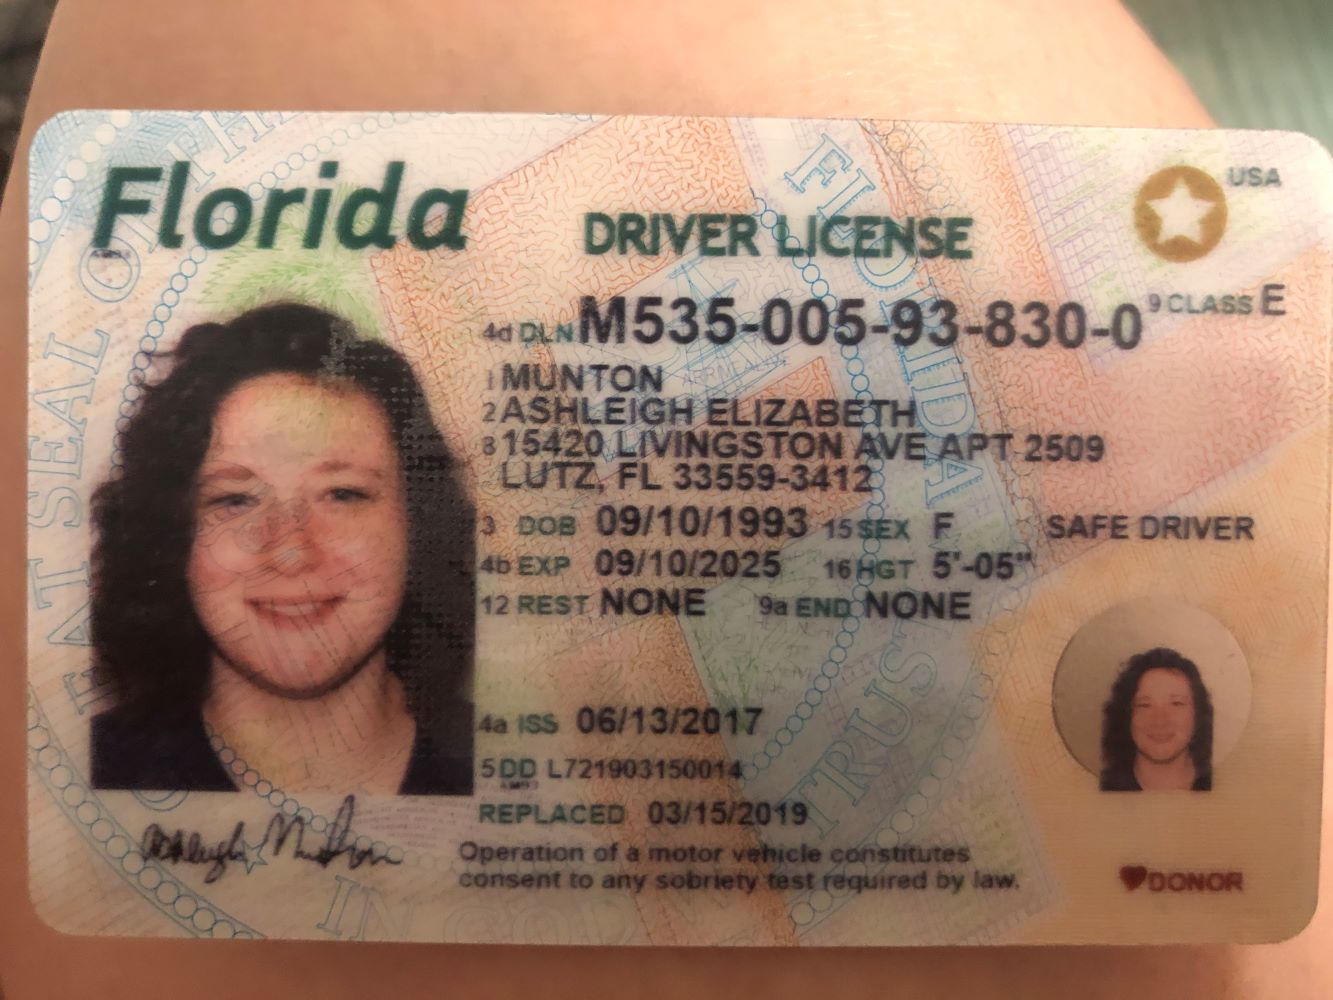 Florida
DRIVER LICENSE
USA
4d DLN M535-005-93-830-0
9 CLASS E
1 MUNTON
2 ASHLEIGH ELIZABETH
8 15420 LIVINGSTON AVE APT 2509
LUTZ, FL 33559-3412
3 DOB 09/10/1993 15 SEX F
SAFE DRIVER
4b EXP 09/10/2025 16 HGT 5'-05"
12 REST NONE 9a END NONE
4a ISS 06/13/2017
5 DD L721903150014
REPLACED 03/15/2019
Operation of a motor vehicle constitutes
consent to any sobriety test required by law.
DONOR
GREAT SEAL OF
FLORIDA
TRUST